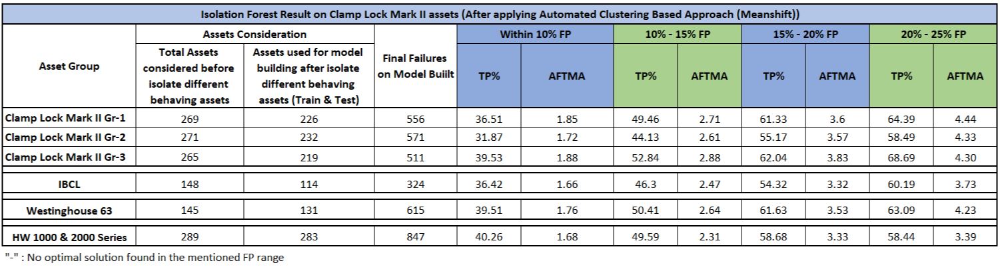 Isolation Forest Result on Clamp Lock Mark II assets (After applying Automated Clustering Based Approach (Meanshift))
Asset Group
Assets Consideration
Final Failures
on Model Buiilt
Within 10% FP
10% - 15% FP
15% - 20% FP
20% - 25% FP
Total Assets
considered before
isolate different
behaving assets
Assets used for model
building after isolate
different behaving
assets (Train & Test)
TP% AFTMA TP% AFTMA TP% AFTMA TP% AFTMA
Clamp Lock Mark II Gr-1 269 226 556 36.51 1.85 49.46 2.71 61.33 3.6 64.39 4.44
Clamp Lock Mark II Gr-2 271 232 571 31.87 1.72 44.13 2.61 55.17 3.57 58.49 4.33
Clamp Lock Mark II Gr-3 265 219 511 39.53 1.88 52.84 2.88 62.04 3.83 68.69 4.30
IBCL 148 114 324 36.42 1.66 46.3 2.47 54.32 3.32 60.19 3.73
Westinghouse 63 145 131 615 39.51 1.76 50.41 2.64 61.63 3.53 63.09 4.23
HW 1000 & 2000 Series 289 283 847 40.26 1.68 49.59 2.31 58.68 3.33 58.44 3.39
"-" : No optimal solution found in the mentioned FP range